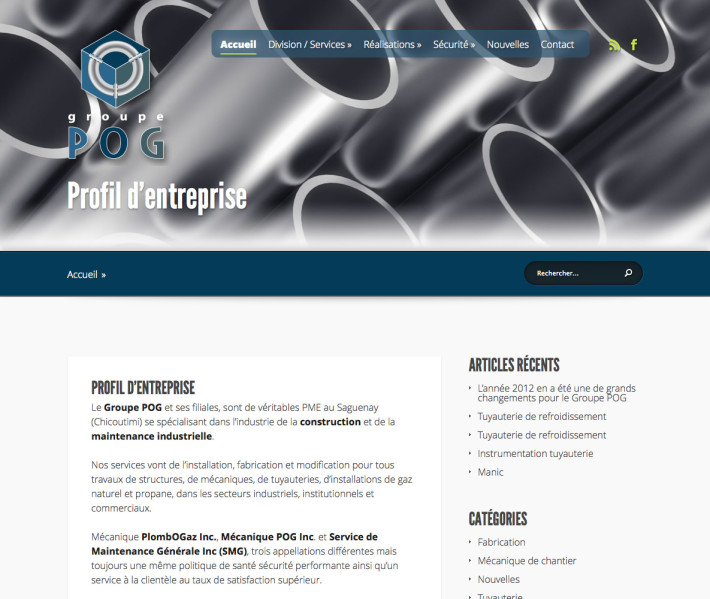 Accueil Division / Services » Réalisations » Sécurité » Nouvelles Contact
groupe
POG
Profil d'entreprise
Accueil »
Rechercher...
PROFIL D'ENTREPRISE
Le Groupe POG et ses filiales, sont de véritables PME au Saguenay
(Chicoutimi) se spécialisant dans l'industrie de la construction et de la
maintenance industrielle.
Nos services vont de l'installation, fabrication et modification pour tous
travaux de structures, de mécaniques, de tuyauteries, d'installations de gaz
naturel et propane, dans les secteurs industriels, institutionnels et
commerciaux.
Mécanique PlombOGaz Inc., Mécanique POG Inc. et Service de
Maintenance Générale Inc (SMG), trois appellations différentes mais
toujours une même politique de santé sécurité performante ainsi qu'un
service à la clientèle au taux de satisfaction supérieur.
ARTICLES RÉCENTS
L'année 2012 en a été une de grands
changements pour le Groupe POG
Tuyauterie de refroidissement
Tuyauterie de refroidissement
Instrumentation tuyauterie
Manic
CATÉGORIES
Fabrication
Mécanique de chantier
Nouvelles
Tuyauterie